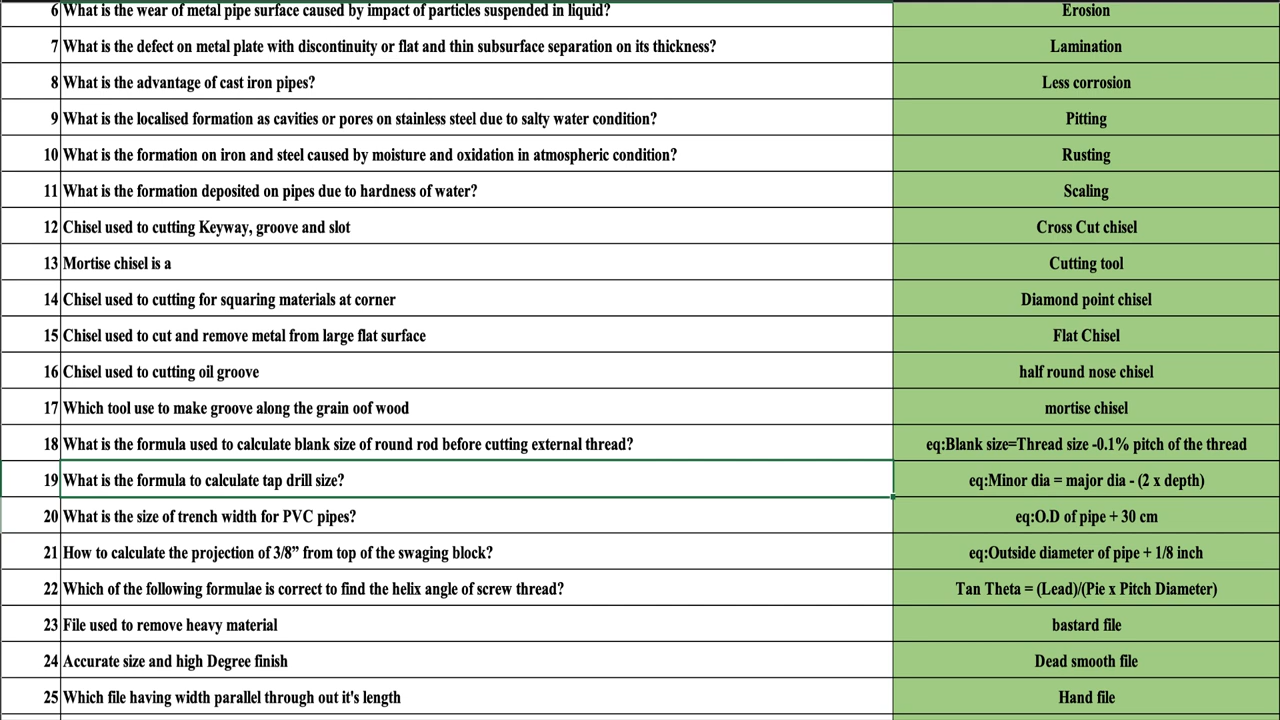 6 What is the wear of metal pipe surface caused by impact of particles suspended in liquid? Erosion
7 What is the defect on metal plate with discontinuity or flat and thin subsurface separation on its thickness? Lamination
8 What is the advantage of cast iron pipes? Less corrosion
9 What is the localised formation as cavities or pores on stainless steel due to salty water condition? Pitting
10 What is the formation on iron and steel caused by moisture and oxidation in atmospheric condition? Rusting
11 What is the formation deposited on pipes due to hardness of water? Scaling
12 Chisel used to cutting Keyway, groove and slot Cross Cut chisel
13 Mortise chisel is a Cutting tool
14 Chisel used to cutting for squaring materials at corner Diamond point chisel
15 Chisel used to cut and remove metal from large flat surface Flat Chisel
16 Chisel used to cutting oil groove half round nose chisel
17 Which tool use to make groove along the grain oof wood mortise chisel
18 What is the formula used to calculate blank size of round rod before cutting external thread? eq:Blank size=Thread size -0.1% pitch of the thread
19 What is the formula to calculate tap drill size? eq:Minor dia = major dia - (2 x depth)
20 What is the size of trench width for PVC pipes? eq:O.D of pipe + 30 cm
21 How to calculate the projection of 3/8” from top of the swaging block? eq:Outside diameter of pipe + 1/8 inch
22 Which of the following formulae is correct to find the helix angle of screw thread? Tan Theta = (Lead)/(Pie x Pitch Diameter)
23 File used to remove heavy material bastard file
24 Accurate size and high Degree finish Dead smooth file
25 Which file having width parallel through out it's length Hand file